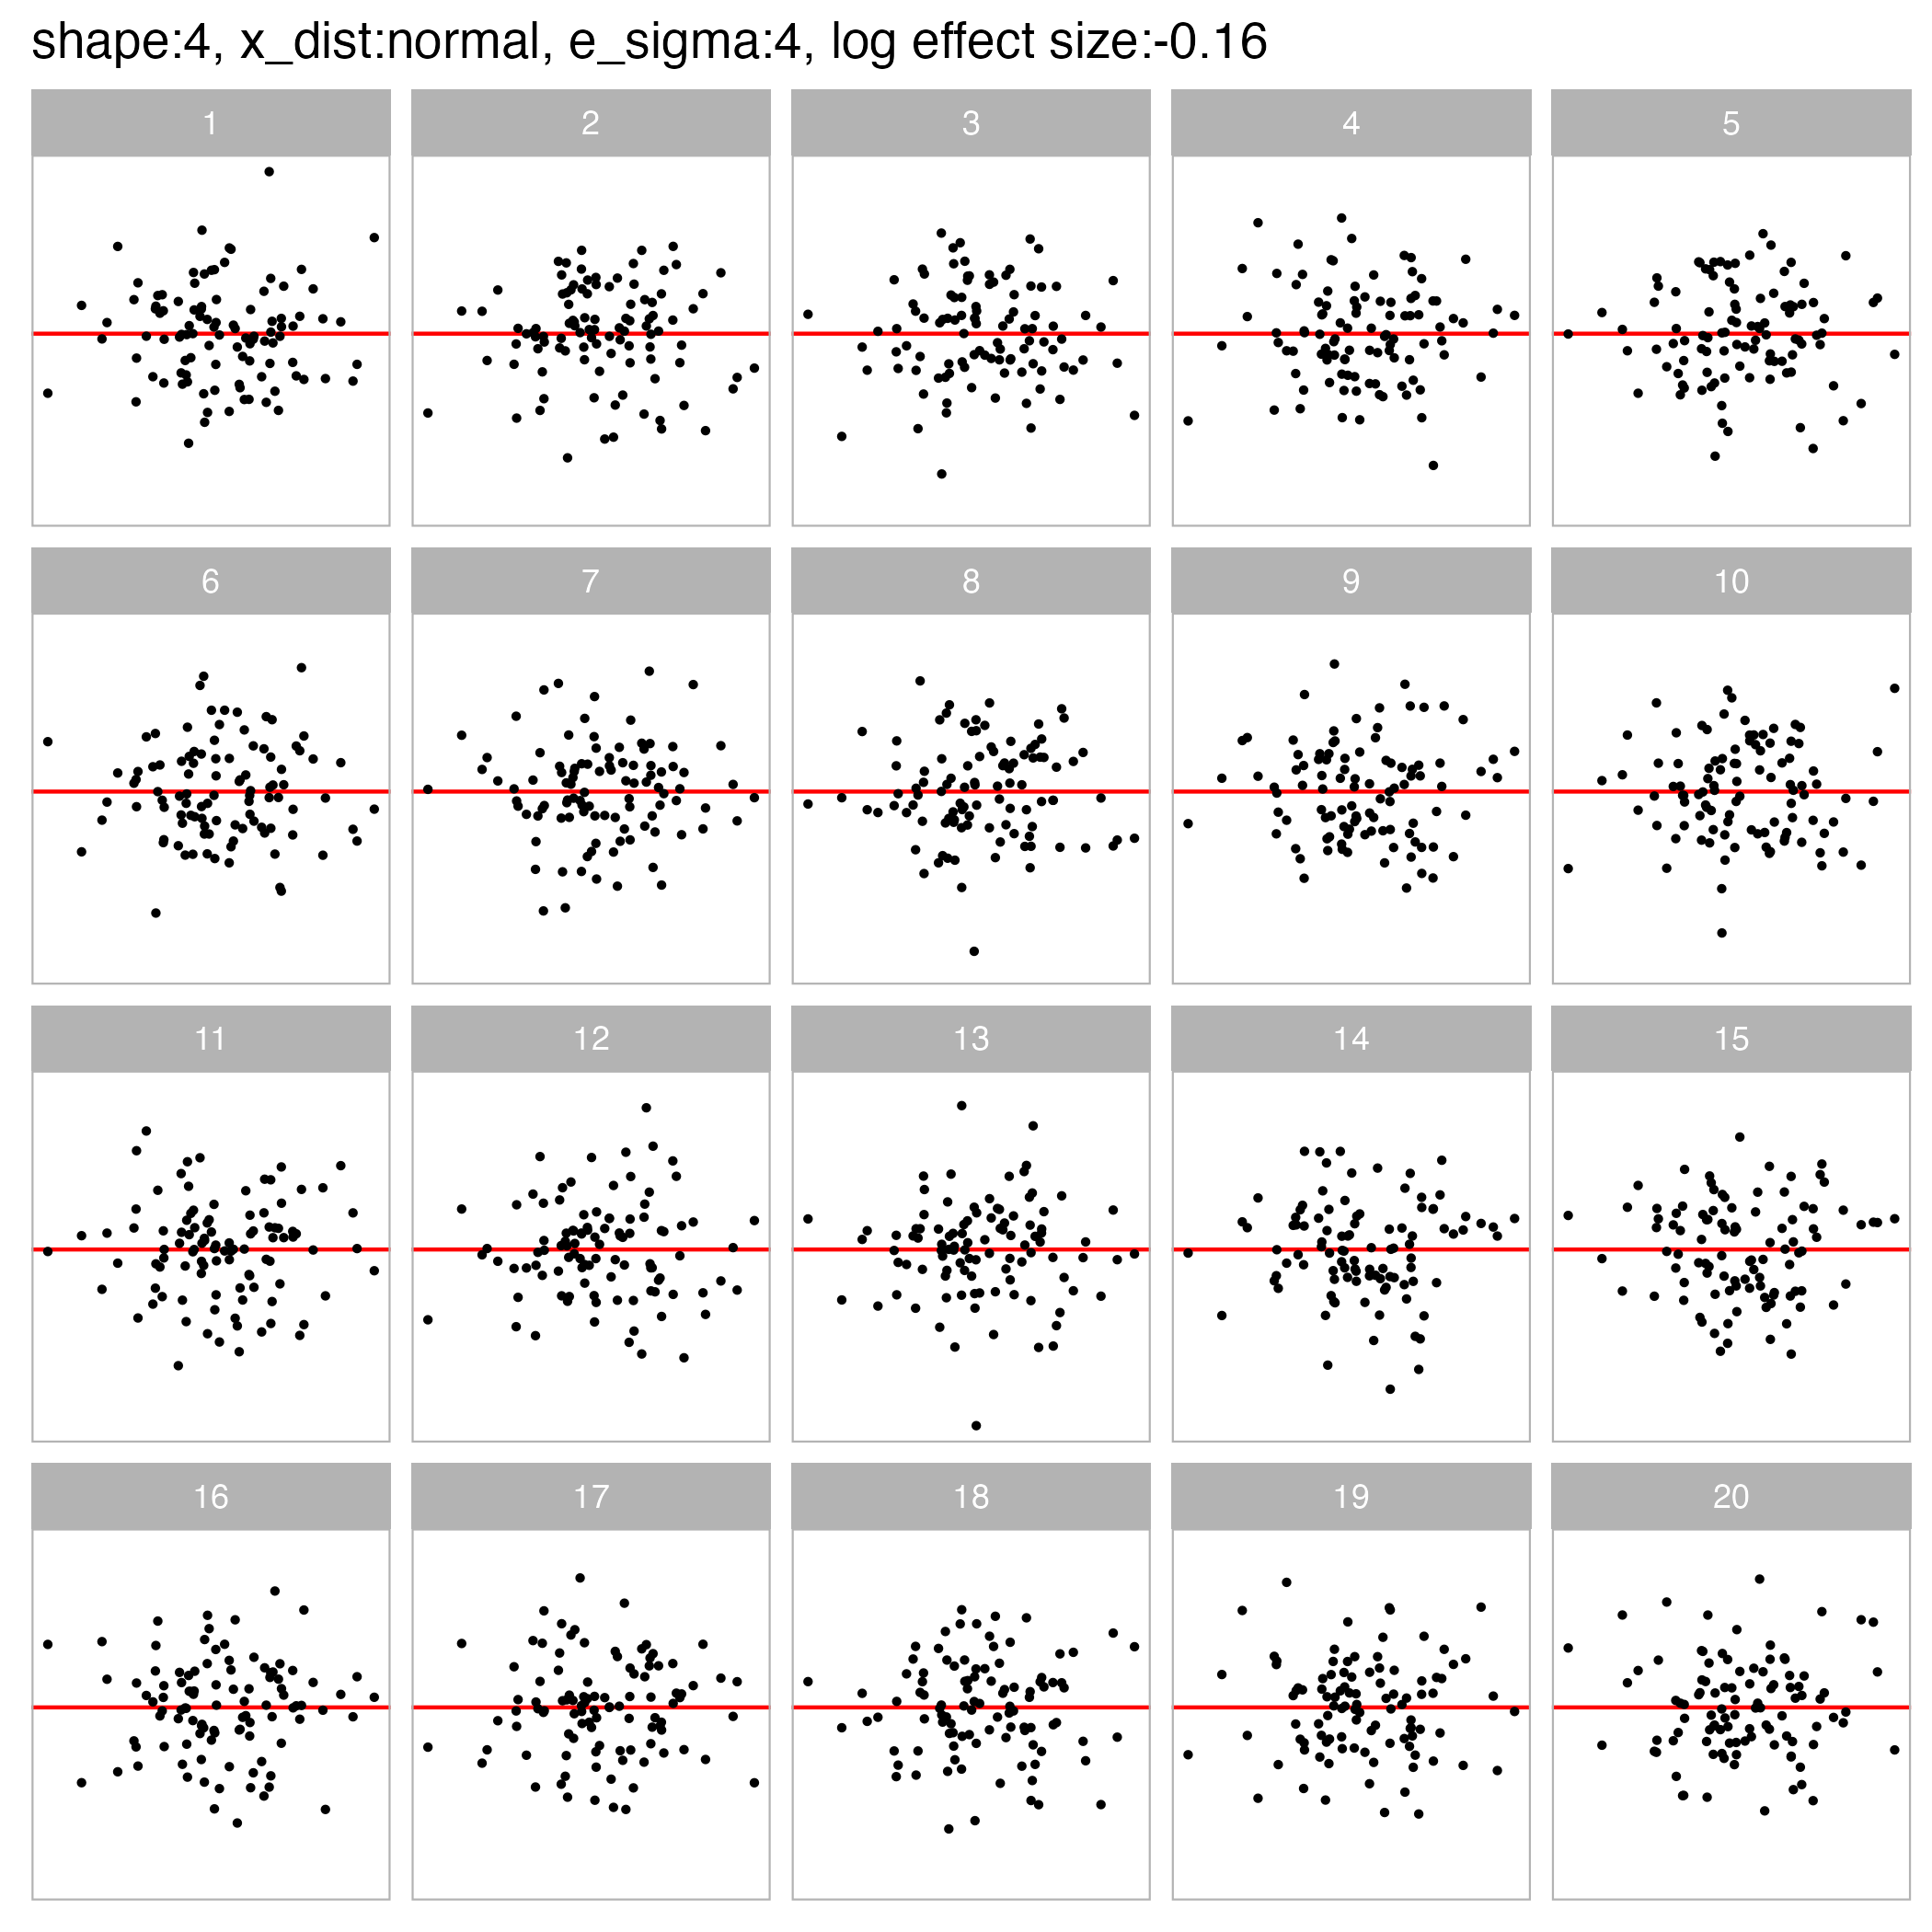 shape:4, x_dist:normal, e_sigma:4, log effect size:-0.16
1 2 3 4 5
6 7 8 9 10
11 12 13 14 15
16 17 18 19 20